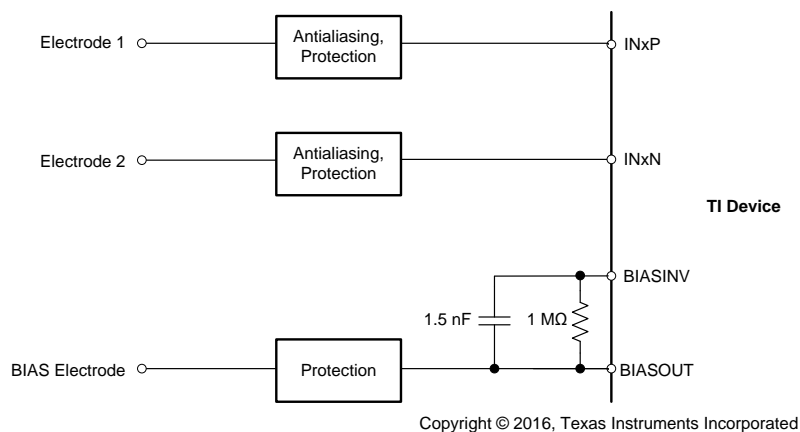 Electrode 1
Antialiasing,
Protection
INxP
Electrode 2
Antialiasing,
Protection
INxN
TI Device
BIASINV
1.5 nF
1 MΩ
BIAS Electrode
Protection
BIASOUT
Copyright © 2016, Texas Instruments Incorporated